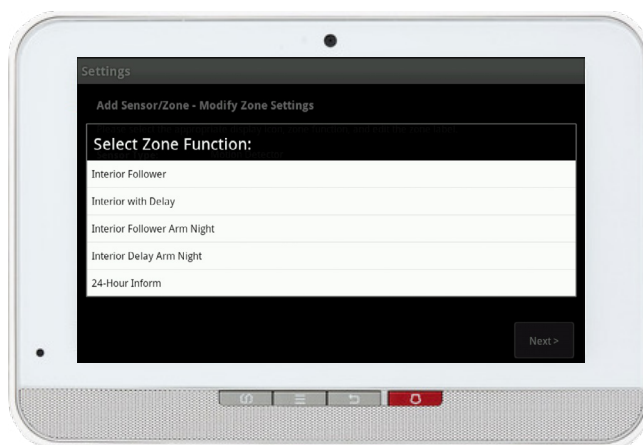 Settings
Add Sensor/Zone - Modify Zone Settings
Select Zone Function:
Interior Follower
Interior with Delay
Interior Follower Arm Night
Interior Delay Arm Night
24-Hour Inform
Next >